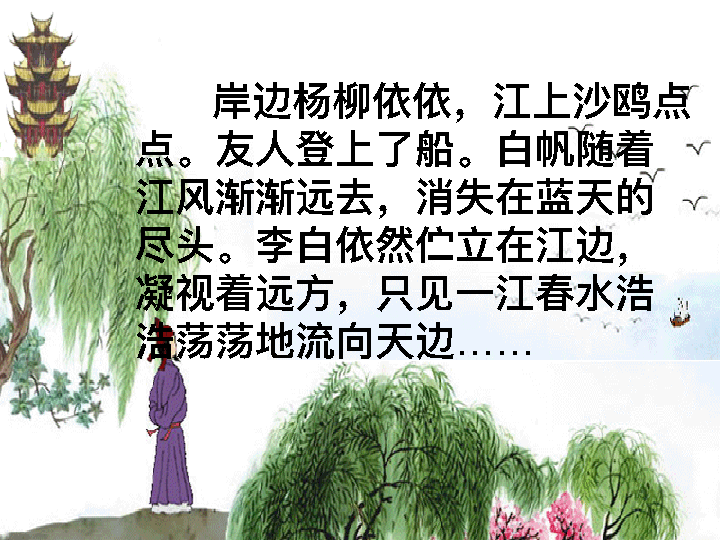 岸边杨柳依依，江上沙鸥点
点。友人登上了船。白帆随着
江风渐渐远去，消失在蓝天的
尽头。李白依然伫立在江边，
凝视着远方，只见一江春水浩
浩荡荡地流向天边……